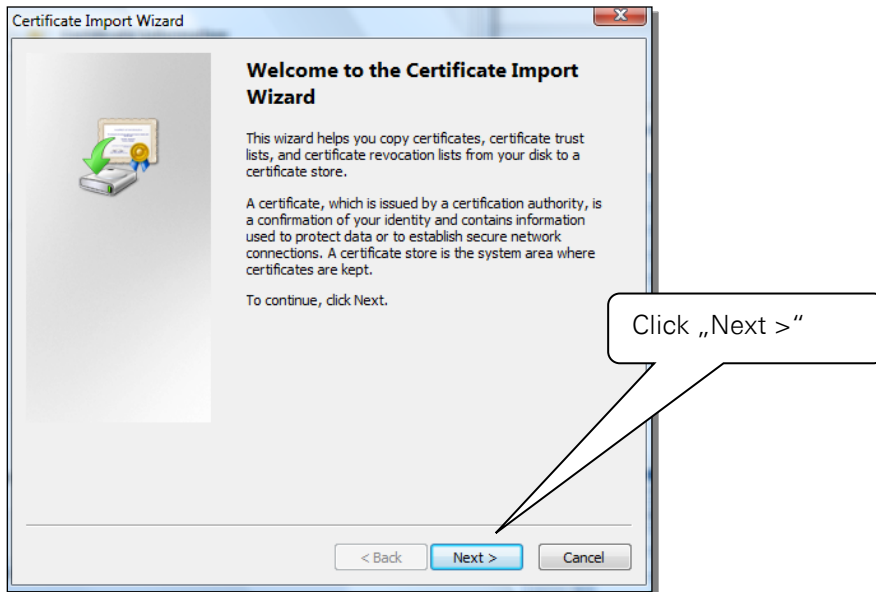 Certificate Import Wizard
Welcome to the Certificate Import
Wizard
This wizard helps you copy certificates, certificate trust
lists, and certificate revocation lists from your disk to a
certificate store.
A certificate, which is issued by a certification authority, is
a confirmation of your identity and contains information
used to protect data or to establish secure network
connections. A certificate store is the system area where
certificates are kept.
To continue, click Next.
Click „Next >“
< Back Next > Cancel